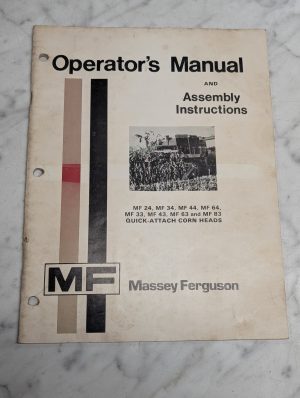 Operator's Manual
AND
Assembly
Instructions
MF 24, MF 34, MF 44, MF 64,
MF 33, MF 43, MF 63 and MF 83
QUICK-ATTACH CORN HEADS
MF
Massey Ferguson